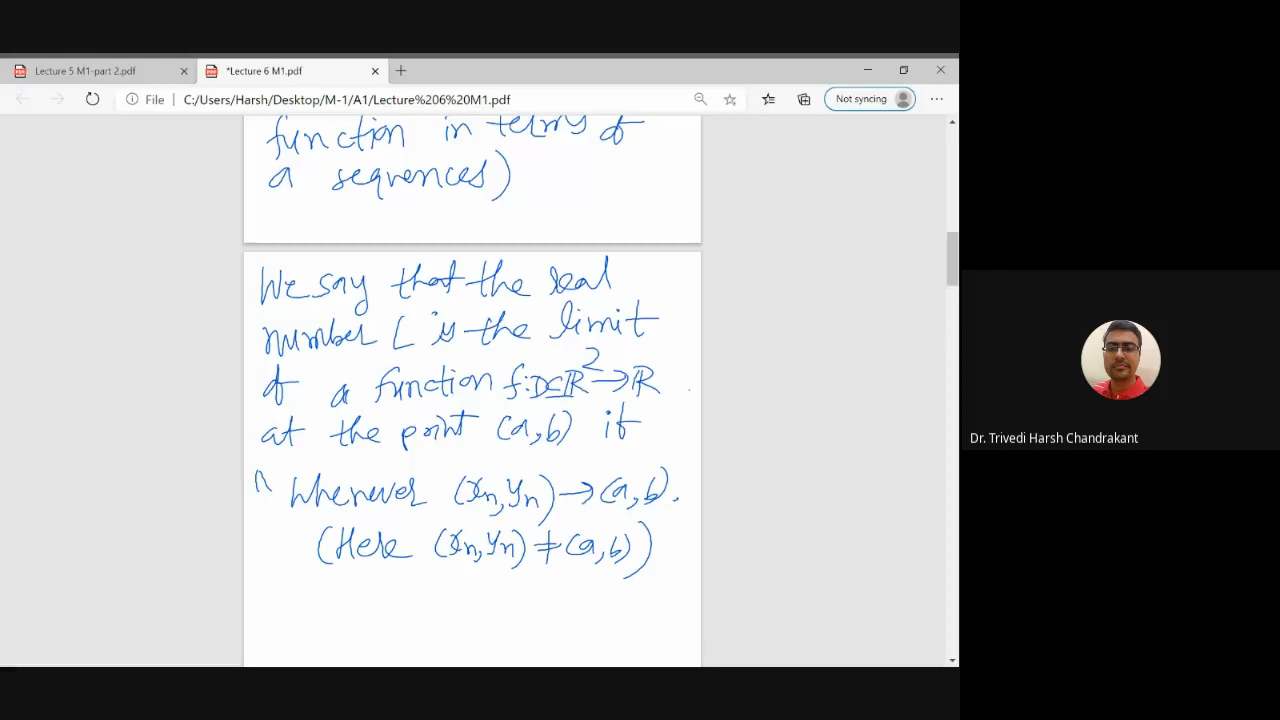 Lecture 5 M1-part 2.pdf
*Lecture 6 M1.pdf
File
C:/Users/Harsh/Desktop/M-1/A1/Lecture%206%20M1.pdf
Not syncing
function in terms of
a sequences)
We say that the real
number L is the limit
of a function f:D⊆ℝ²→ℝ
at the point (a,b) if
"Whenever (xn,yn)→(a,b).
(Here (xn,yn)≠(a,b))
Dr. Trivedi Harsh Chandrakant